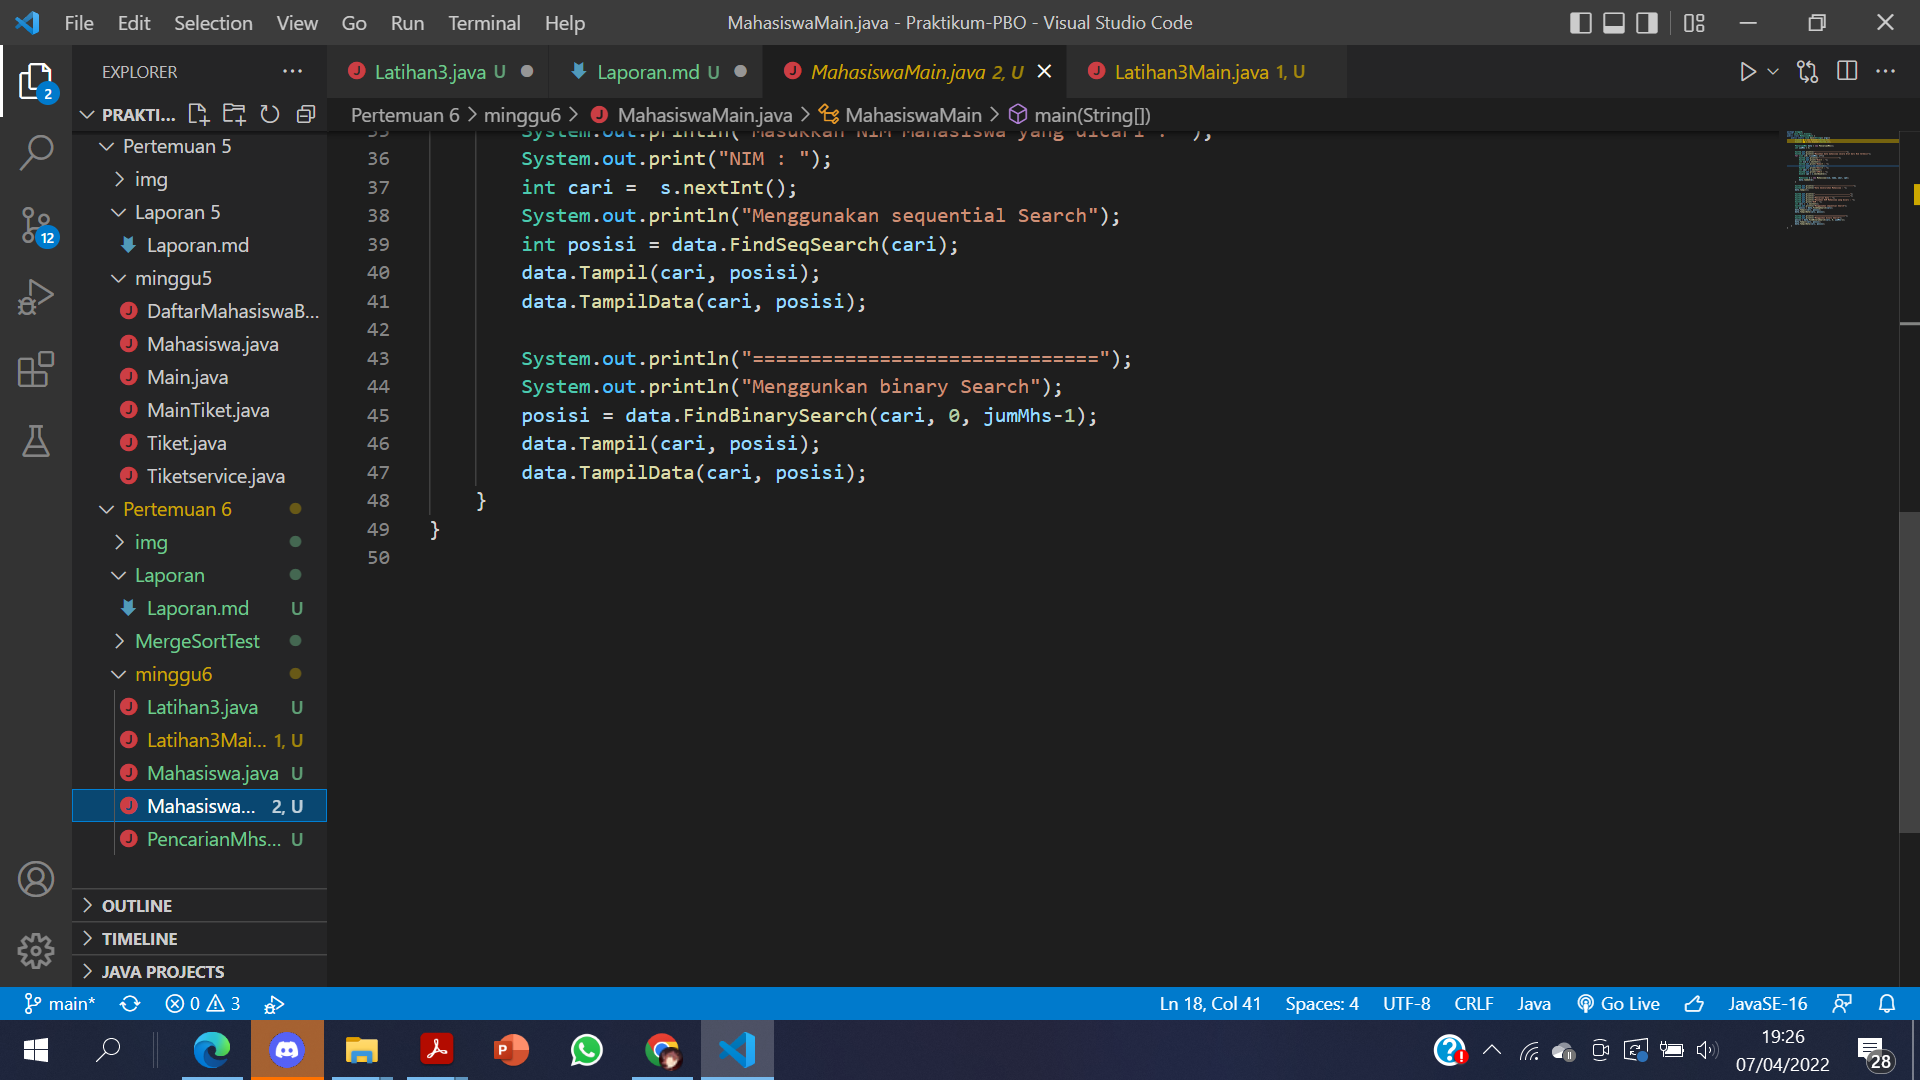 File Edit Selection View Go Run Terminal Help
MahasiswaMain.java - Praktikum-PBO - Visual Studio Code
EXPLORER
Latihan3.java U
Laporan.md U
MahasiswaMain.java 2, U
Latihan3Main.java 1, U
PRAKTI...
Pertemuan 6 > minggu6 > MahasiswaMain.java > MahasiswaMain > main(String[])
Pertemuan 5
img
Laporan 5
Laporan.md
minggu5
DaftarMahasiswaB...
Mahasiswa.java
Main.java
MainTiket.java
Tiket.java
Tiketservice.java
Pertemuan 6
img
Laporan
Laporan.md U
MergeSortTest
minggu6
Latihan3.java U
Latihan3Mai... 1, U
Mahasiswa.java U
Mahasiswa... 2, U
PencarianMhs... U
OUTLINE
TIMELINE
JAVA PROJECTS
35 System.out.println("Masukkan NIM Mahasiswa yang dicari : ");
36 System.out.print("NIM : ");
37 int cari =  s.nextInt();
38 System.out.println("Menggunakan sequential Search");
39 int posisi = data.FindSeqSearch(cari);
40 data.Tampil(cari, posisi);
41 data.TampilData(cari, posisi);
42
43 System.out.println("==============================");
44 System.out.println("Menggunkan binary Search");
45 posisi = data.FindBinarySearch(cari, 0, jumMhs-1);
46 data.Tampil(cari, posisi);
47 data.TampilData(cari, posisi);
48 }
49 }
50
2
12
main* 0 3
Ln 18, Col 41 Spaces: 4 UTF-8 CRLF Java Go Live JavaSE-16
19:26
07/04/2022
28